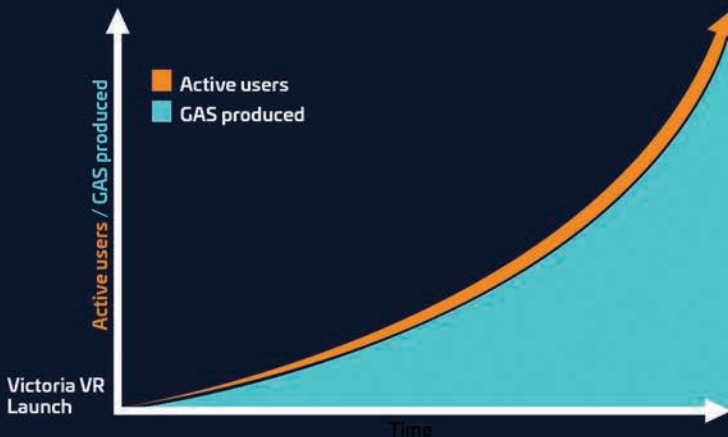 Active users
GAS produced
Active users / GAS produced
Victoria VR
Launch
Time